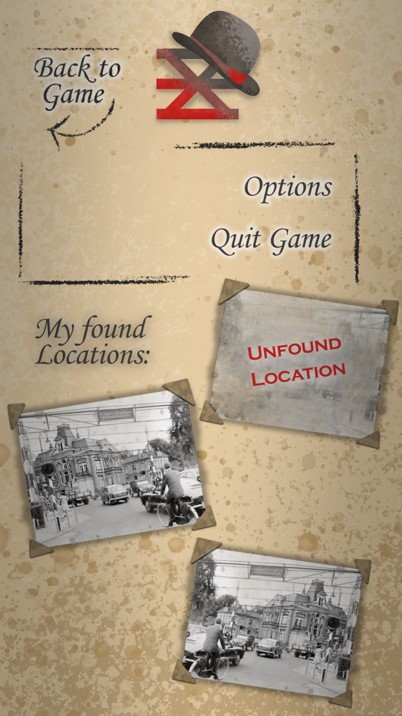 Back to
Game
Options
Quit Game
My found
Locations:
UNFOUND
LOCATION